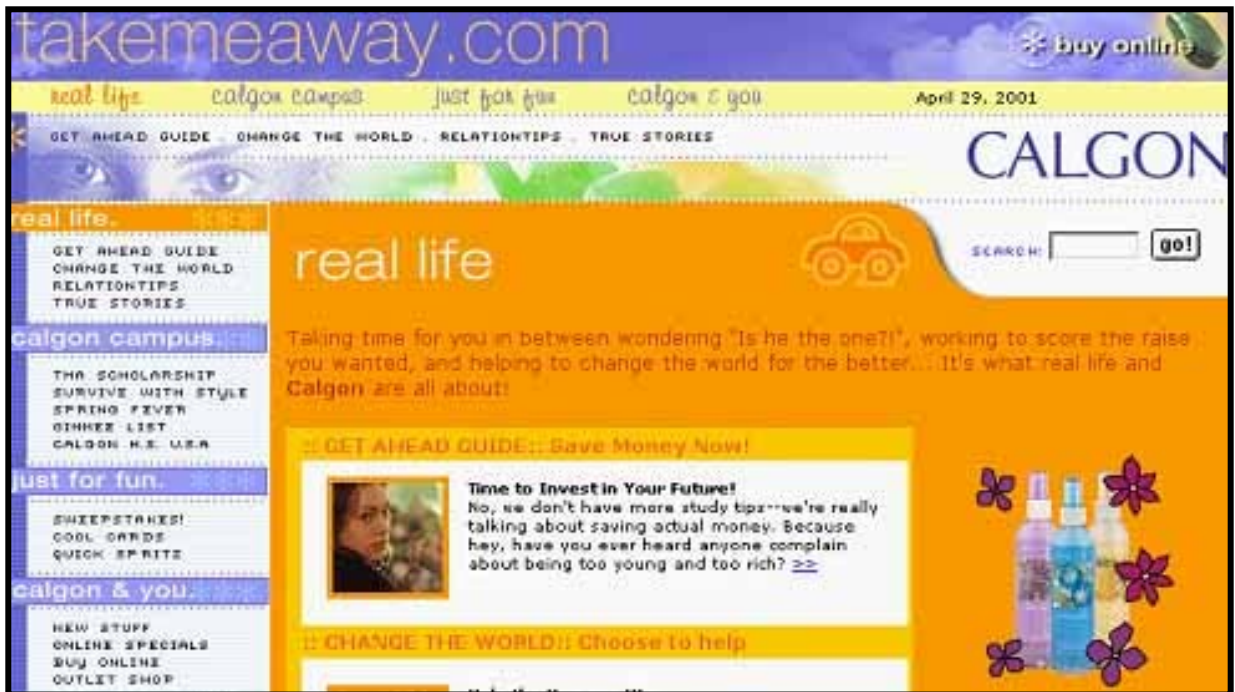 takemeaway.com
buy online
real life
calgon campus
just for fun
calgon & you
April 29, 2001
GET AHEAD GUIDE . CHANGE THE WORLD . RELATIONTIPS . TRUE STORIES
CALGON
real life.
GET AHEAD GUIDE
CHANGE THE WORLD
RELATIONTIPS
TRUE STORIES
calgon campus.
THA SCHOLARSHIP
SURVIVE WITH STYLE
SPRING FEVER
GIMMEE LIST
CALGON H.S. U.S.A
just for fun.
SWEEPSTAKES!
COOL CARDS
QUICK SPRITZ
calgon & you.
NEW STUFF
ONLINE SPECIALS
BUY ONLINE
OUTLET SHOP
real life
SEARCH:
go!
Taking time for you in between wondering "Is he the one?!", working to score the raise
you wanted, and helping to change the world for the better... It's what real life and
Calgon are all about!
:: GET AHEAD GUIDE:: Save Money Now!
Time to Invest in Your Future!
No, we don't have more study tips--we're really
talking about saving actual money. Because
hey, have you ever heard anyone complain
about being too young and too rich? >>
:: CHANGE THE WORLD:: Choose to help